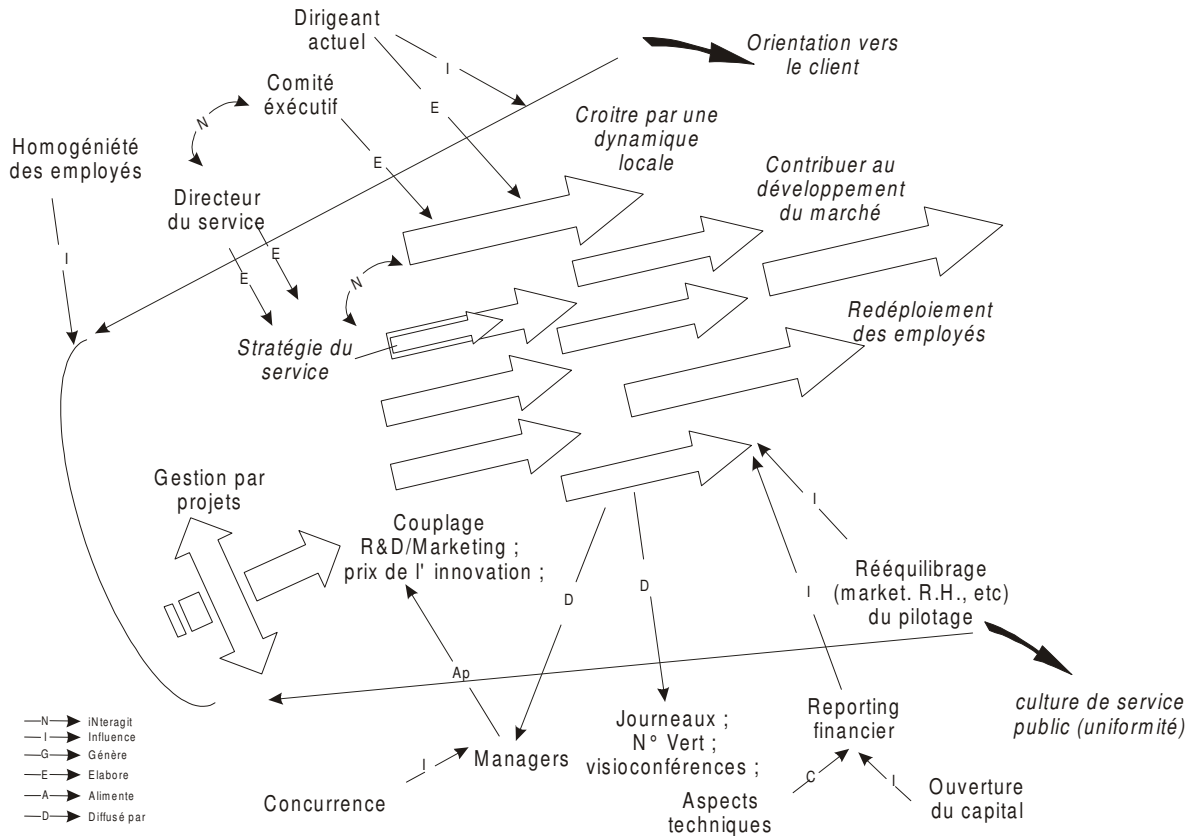 Dirigeant
actuel
I
Orientation vers
le client
Comité
éxécutif
E
N
Croitre par une
dynamique
locale
Homogéniété
des employés
E
Contribuer au
développement
du marché
Directeur
du service
I
E
E
N
Redéploiement
des employés
Stratégie du
service
Gestion par
projets
I
Couplage
R&D/Marketing ;
prix de l' innovation ;
Rééquilibrage
(market. R.H., etc)
du pilotage
D
D
I
Ap
culture de service
public (uniformité)
N iNteragit
I Influence
G Génère
E Elabore
A Alimente
D Diffusé par
Journeaux ;
N° Vert ;
visioconférences ;
Reporting
financier
Managers
I
C
I
Concurrence
Aspects
techniques
Ouverture
du capital